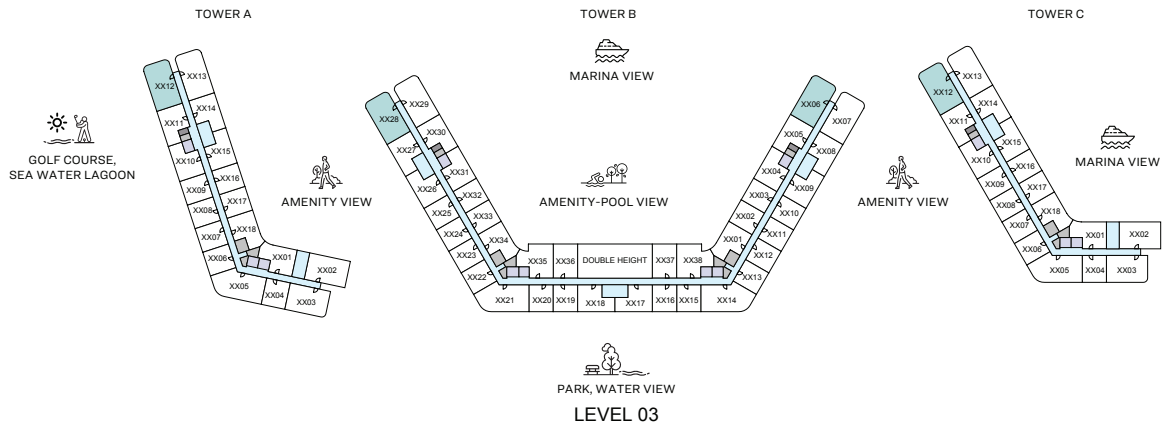 TOWER A
TOWER B
TOWER C
MARINA VIEW
GOLF COURSE,
SEA WATER LAGOON
AMENITY VIEW
AMENITY-POOL VIEW
AMENITY VIEW
MARINA VIEW
XX13
XX12
XX14
XX11
XX15
XX10
XX16
XX09
XX17
XX08
XX18
XX07
XX06
XX01
XX02
XX05
XX04
XX03
XX29
XX28
XX30
XX27
XX31
XX26
XX32
XX25
XX33
XX24
XX34
XX23
XX22
XX21
XX35
XX36
DOUBLE HEIGHT
XX37
XX38
XX20
XX19
XX18
XX17
XX16
XX15
XX14
XX06
XX07
XX05
XX08
XX04
XX09
XX03
XX10
XX02
XX11
XX01
XX12
XX13
XX13
XX12
XX14
XX11
XX15
XX10
XX16
XX09
XX17
XX08
XX18
XX07
XX06
XX01
XX02
XX05
XX04
XX03
PARK, WATER VIEW
LEVEL 03